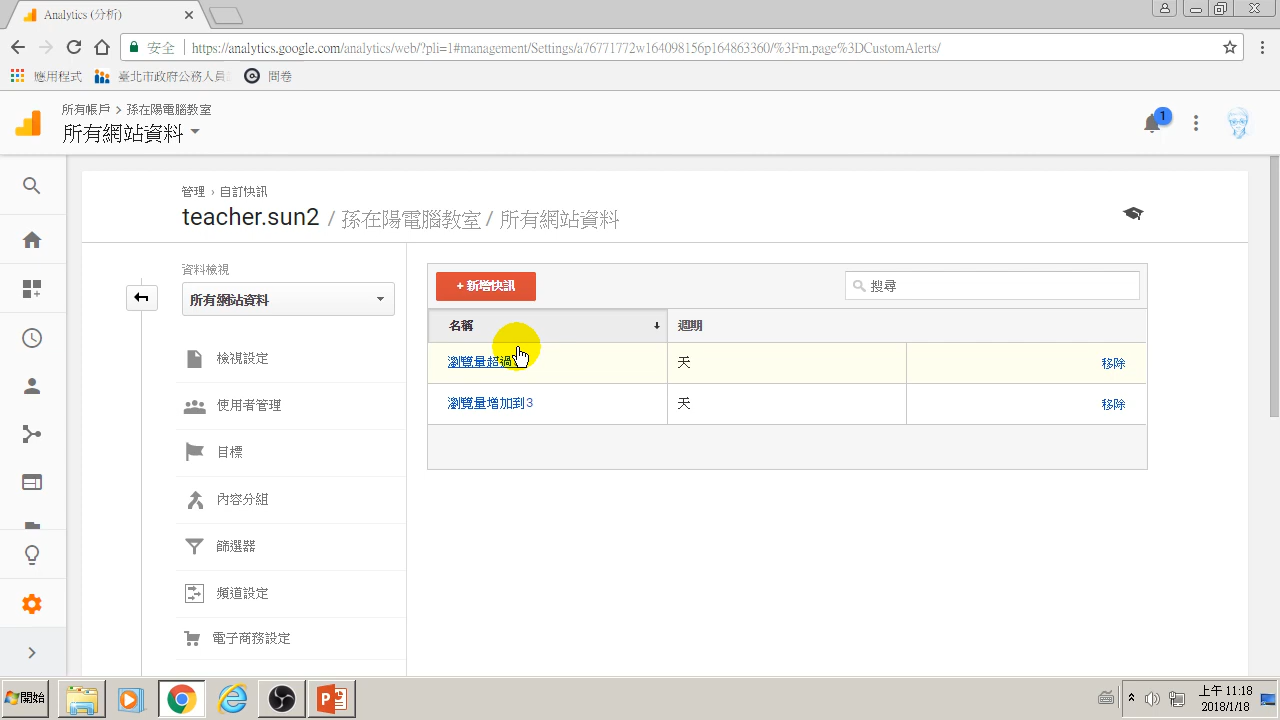 Analytics (分析)
安全
https://analytics.google.com/analytics/web/?pli=1#management/Settings/a76771772w164098156p164863360/%3Fm.page%3DCustomAlerts/
應用程式
臺北市政府公務人員
問卷
所有帳戶 > 孫在陽電腦教室
所有網站資料
1
管理 › 自訂快訊
teacher.sun2 / 孫在陽電腦教室 / 所有網站資料
資料檢視
所有網站資料
檢視設定
使用者管理
目標
內容分組
篩選器
頻道設定
電子商務設定
+ 新增快訊
搜尋
名稱
週期
瀏覽量超過
天
移除
瀏覽量增加到3
天
移除
開始
上午 11:18
2018/1/18